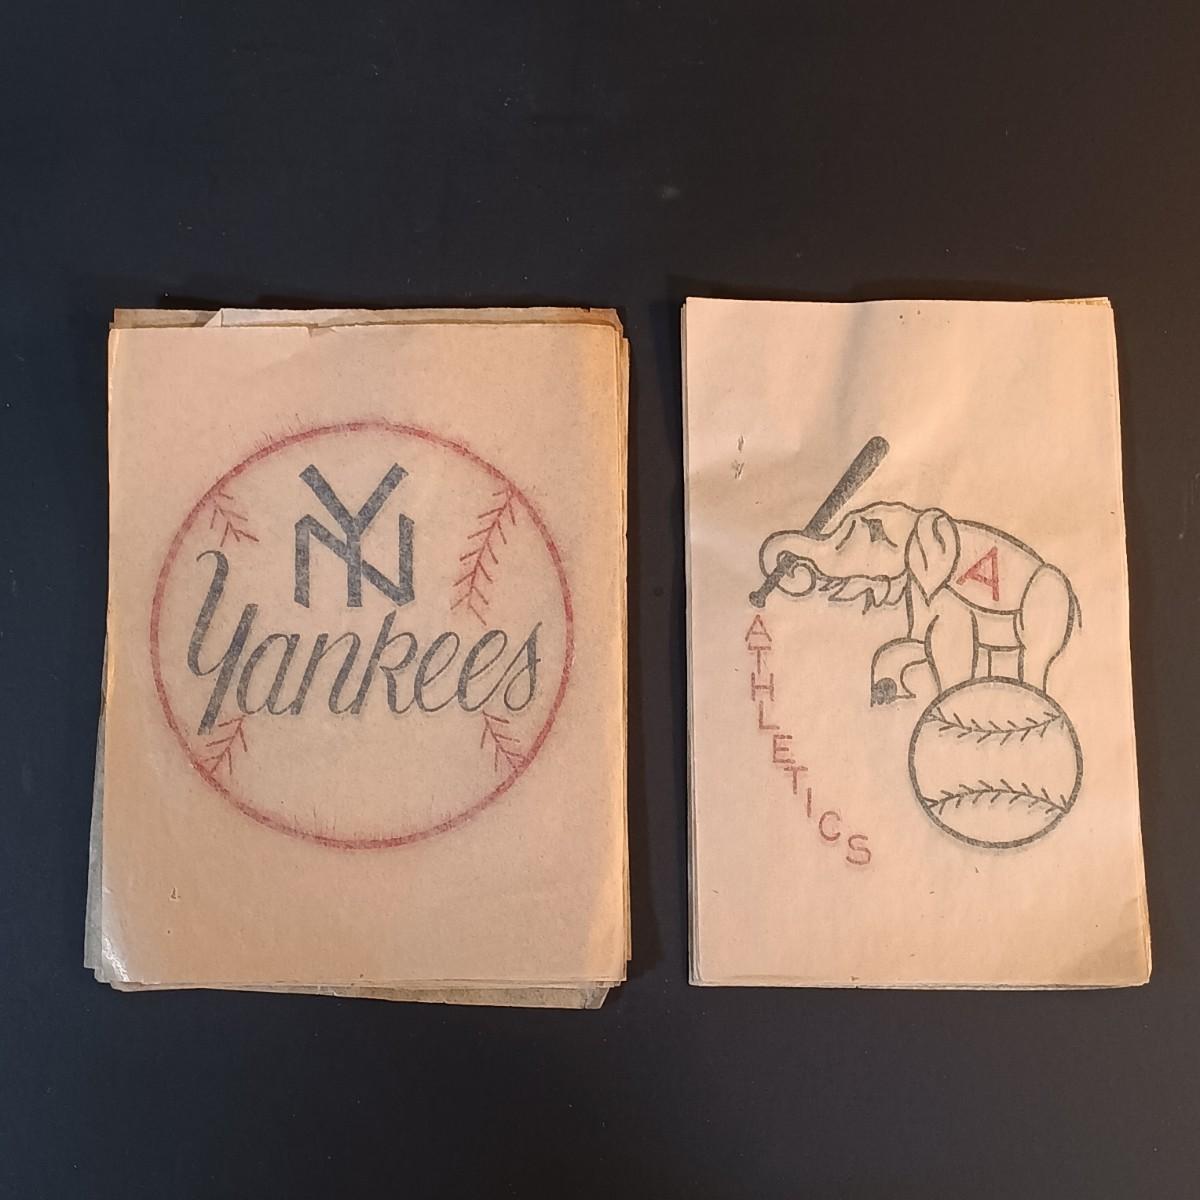 NY
Yankees
A
ATHLETICS